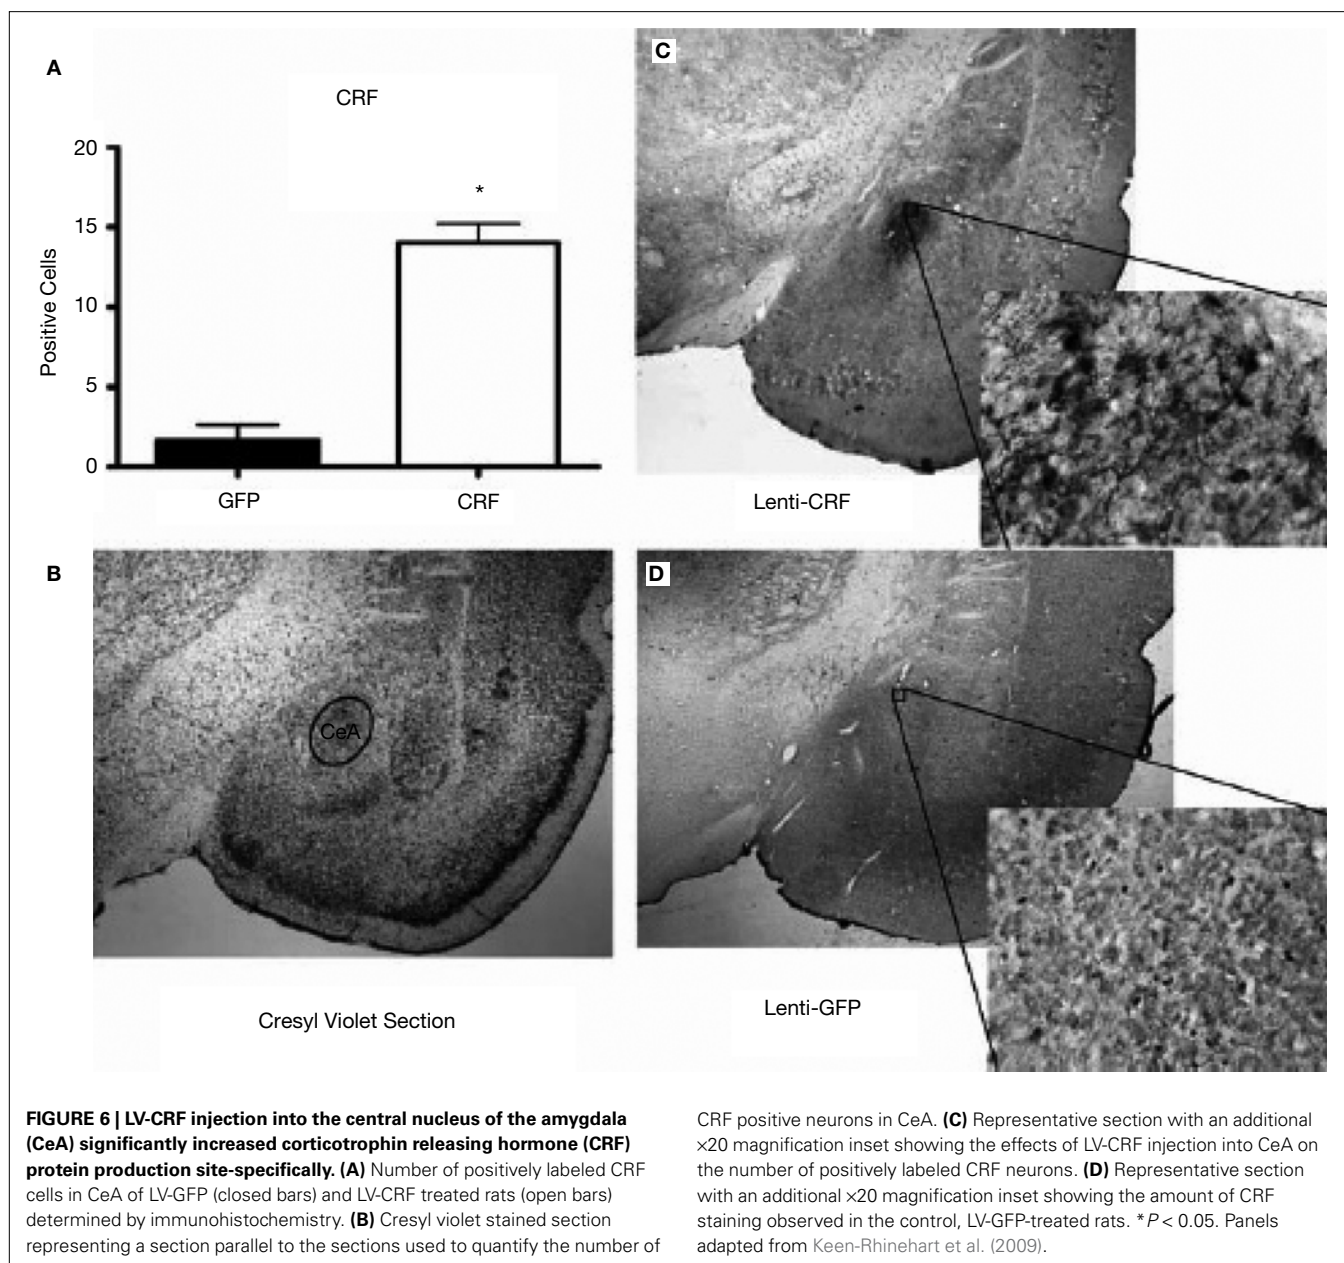 A
CRF
20
15
10
5
0
Positive Cells
*
GFP
CRF
C
Lenti-CRF
B
CeA
Cresyl Violet Section
D
Lenti-GFP
FIGURE 6 | LV-CRF injection into the central nucleus of the amygdala
(CeA) significantly increased corticotrophin releasing hormone (CRF)
protein production site-specifically. (A) Number of positively labeled CRF
cells in CeA of LV-GFP (closed bars) and LV-CRF treated rats (open bars)
determined by immunohistochemistry. (B) Cresyl violet stained section
representing a section parallel to the sections used to quantify the number of
CRF positive neurons in CeA. (C) Representative section with an additional
×20 magnification inset showing the effects of LV-CRF injection into CeA on
the number of positively labeled CRF neurons. (D) Representative section
with an additional ×20 magnification inset showing the amount of CRF
staining observed in the control, LV-GFP-treated rats. *P < 0.05. Panels
adapted from Keen-Rhinehart et al. (2009).